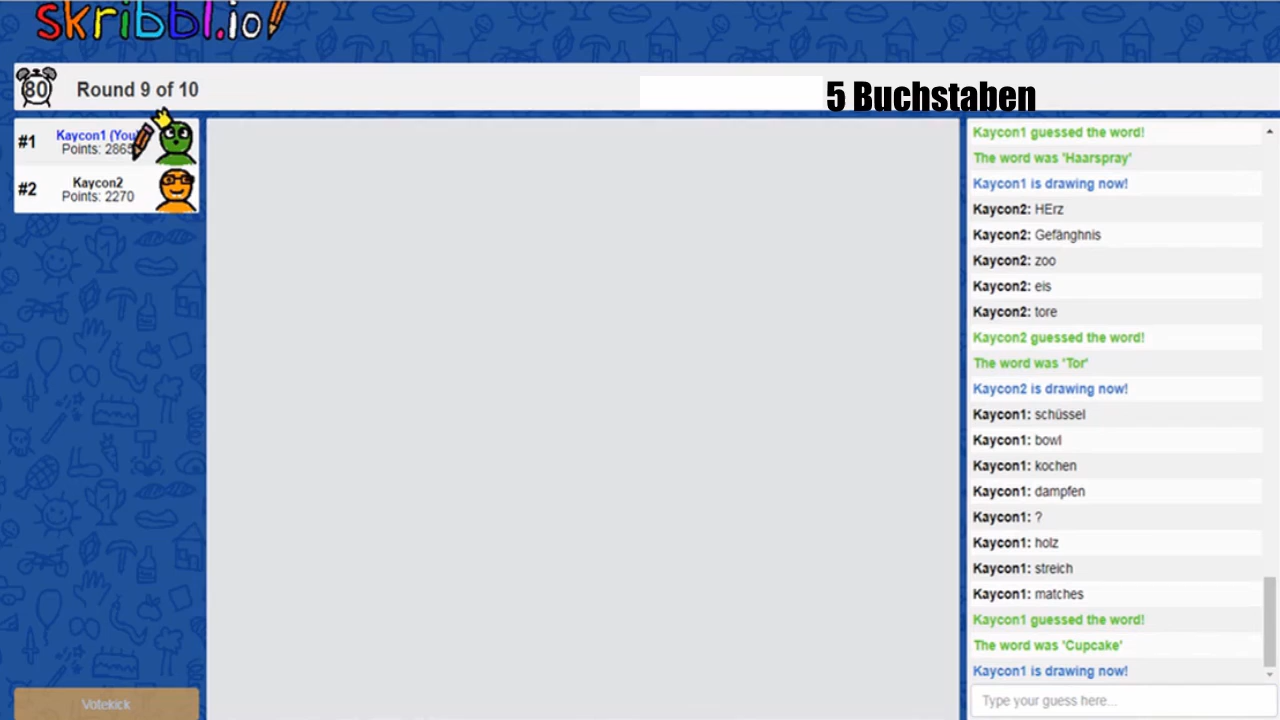 skribbl.io
80
Round 9 of 10
5 Buchstaben
#1
Kaycon1 (You)
Points: 2865
#2
Kaycon2
Points: 2270
Votekick
Kaycon1 guessed the word!
The word was 'Haarspray'
Kaycon1 is drawing now!
Kaycon2: HErz
Kaycon2: Gefänghnis
Kaycon2: zoo
Kaycon2: eis
Kaycon2: tore
Kaycon2 guessed the word!
The word was 'Tor'
Kaycon2 is drawing now!
Kaycon1: schüssel
Kaycon1: bowl
Kaycon1: kochen
Kaycon1: dampfen
Kaycon1: ?
Kaycon1: holz
Kaycon1: streich
Kaycon1: matches
Kaycon1 guessed the word!
The word was 'Cupcake'
Kaycon1 is drawing now!
Type your guess here...